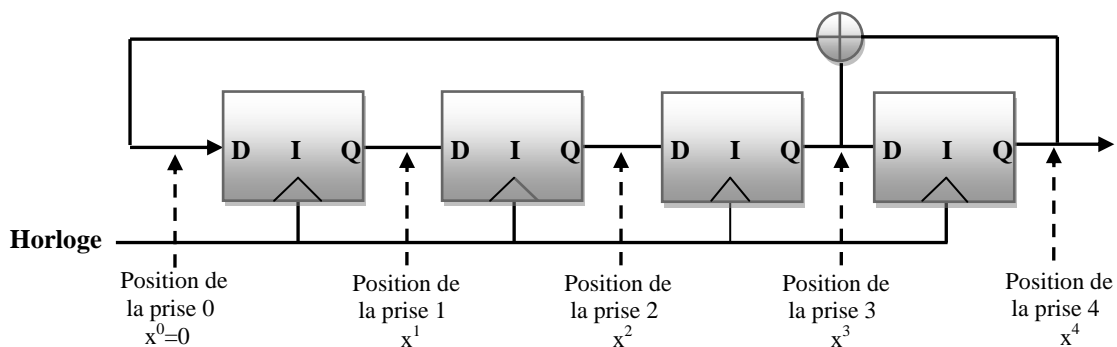 D I Q D I Q D I Q D I Q
Horloge
Position de
la prise 0
x⁰=0
Position de
la prise 1
x¹
Position de
la prise 2
x²
Position de
la prise 3
x³
Position de
la prise 4
x⁴